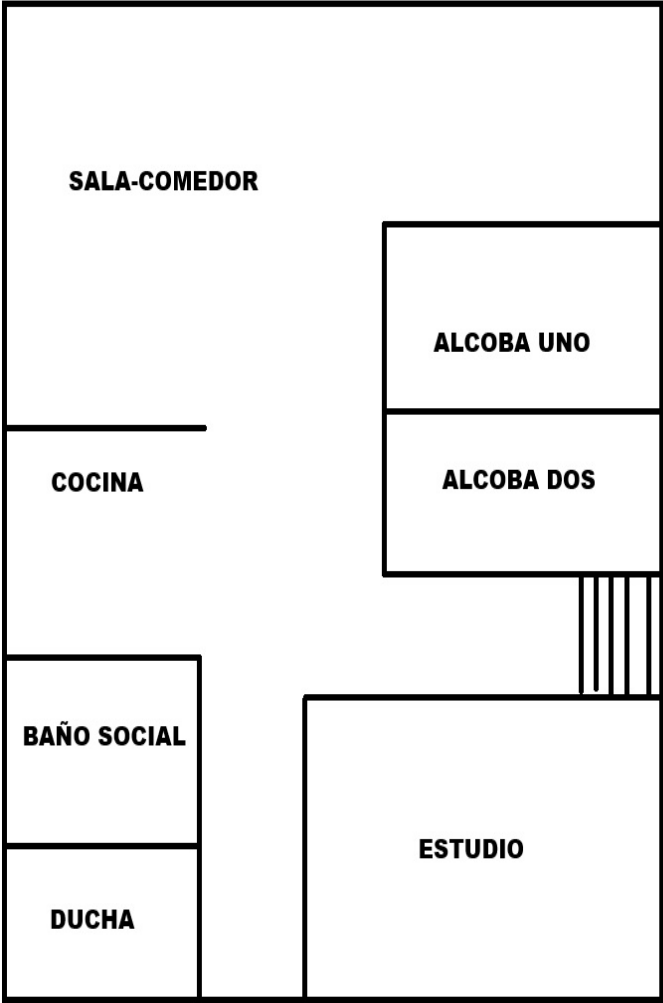 SALA-COMEDOR
ALCOBA UNO
COCINA
ALCOBA DOS
BAÑO SOCIAL
ESTUDIO
DUCHA